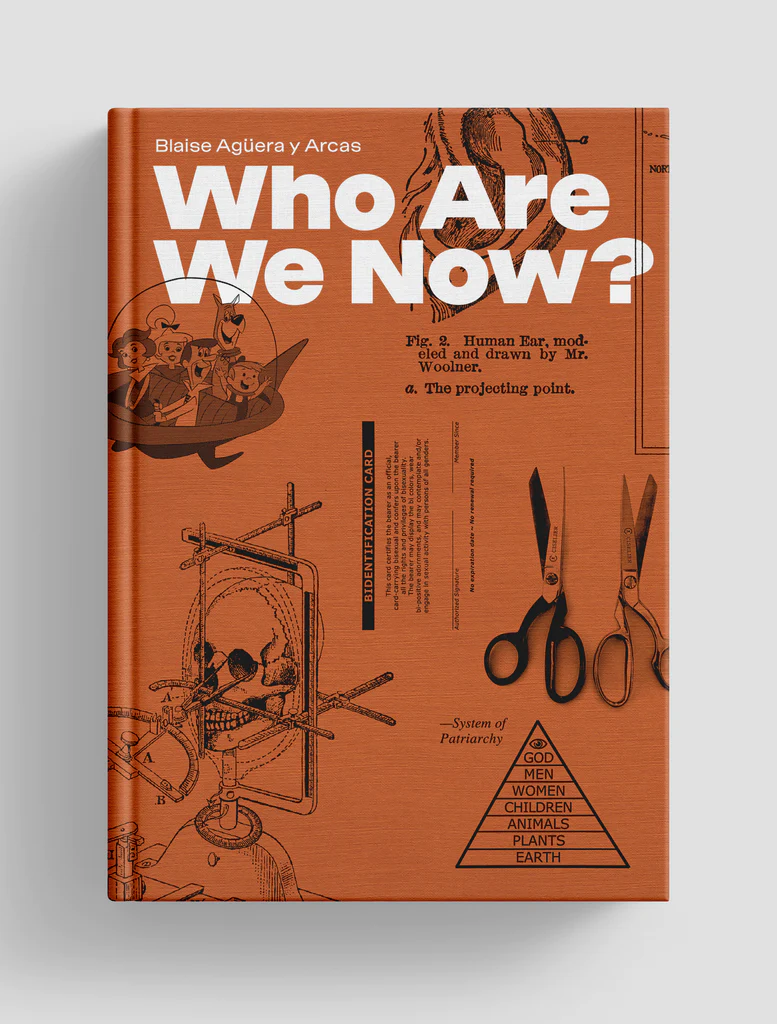 Blaise Agüera y Arcas
Who Are
We Now?
a
NOR
Fig. 2. Human Ear, mod-
eled and drawn by Mr.
Woolner.
a. The projecting point.
BIDENTIFICATION CARD
This card certifies the bearer as an official,
card-carrying bisexual and confers upon the bearer
all the rights and privileges of bisexuality.
The bearer may display the bi colors, wear
bi-positive adornments, and may contemplate and/or
engage in sexual activity with persons of all genders.
Authorized Signature
Member Since
No expiration date ~ No renewal required
A
A
B
—System of
Patriarchy
GOD
MEN
WOMEN
CHILDREN
ANIMALS
PLANTS
EARTH